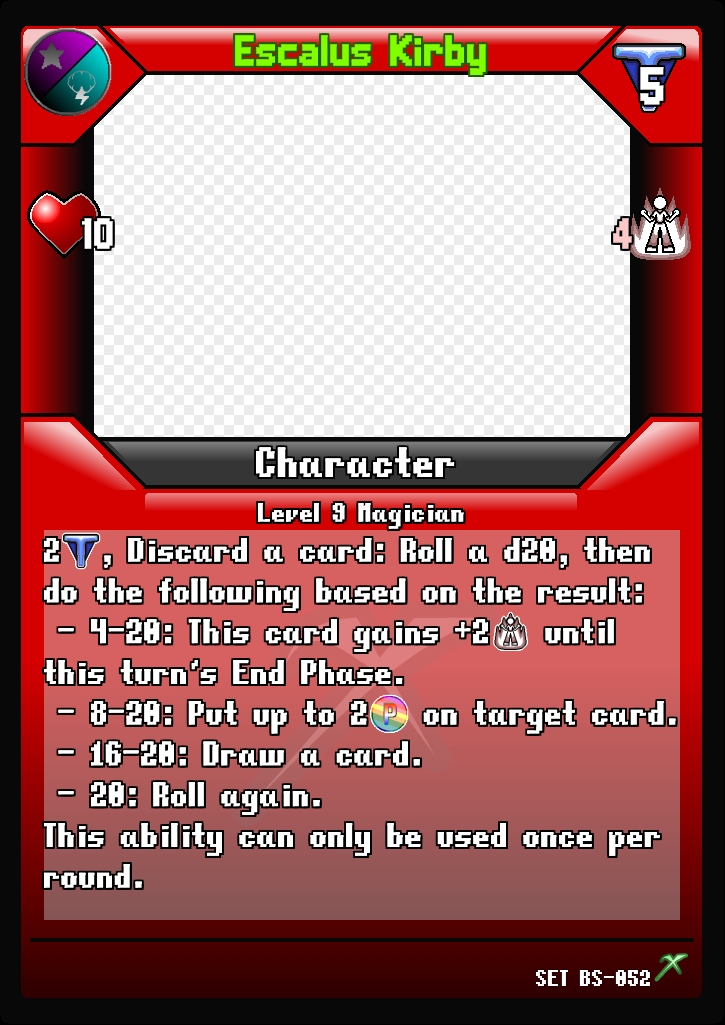 Escalus Kirby
5
10
4
Character
Level 9 Magician
2T, Discard a card: Roll a d20, then
do the following based on the result:
- 4-20: This card gains +2 until
this turn's End Phase.
- 8-20: Put up to 2P on target card.
- 16-20: Draw a card.
- 20: Roll again.
This ability can only be used once per
round.
SET BS-052